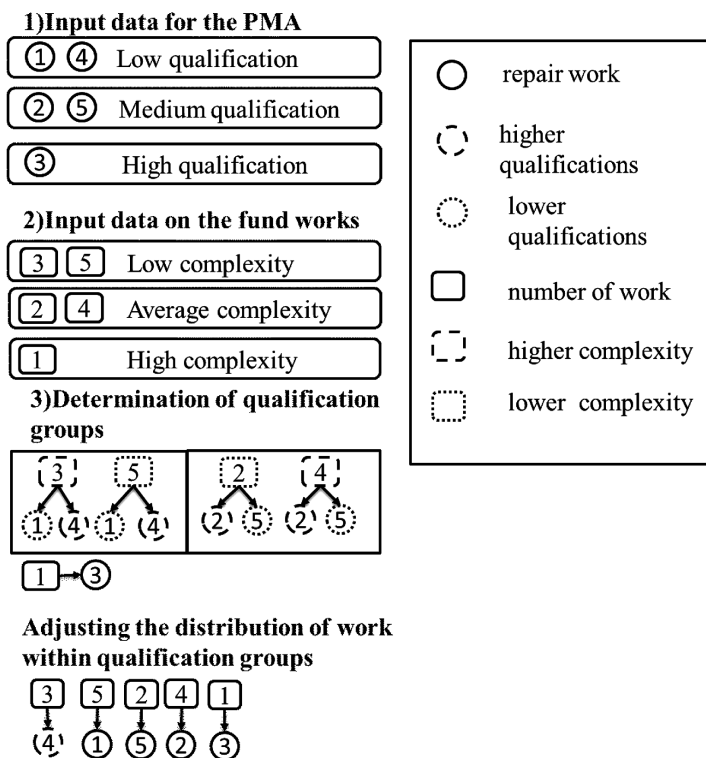 1)Input data for the PMA
1 4 Low qualification
2 5 Medium qualification
3 High qualification
2)Input data on the fund works
3 5 Low complexity
2 4 Average complexity
1 High complexity
3)Determination of qualification
groups
3 5 2 4
1 4 1 4 2 5 2 5
1 3
Adjusting the distribution of work
within qualification groups
3 5 2 4 1
4 1 5 2 3
repair work
higher
qualifications
lower
qualifications
number of work
higher complexity
lower complexity